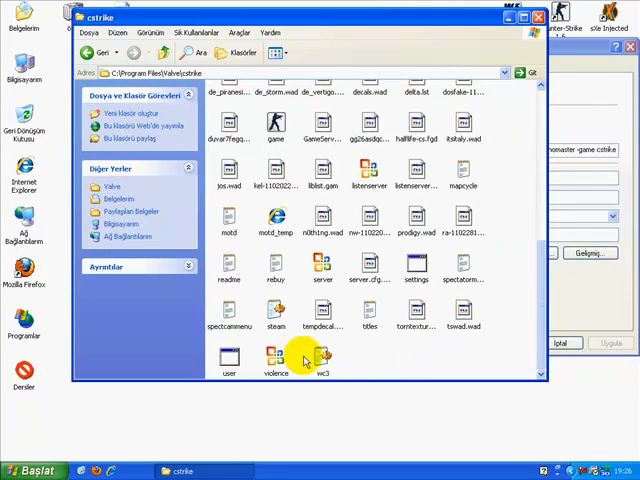 Belgelerim
Bilgisayarım
Geri Dönüşüm
Kutusu
Internet
Explorer
Ağ
Bağlantılarım
Mozilla Firefox
Programlar
Dersler
cstrike
Dosya Düzen Görünüm Sık Kullanılanlar Araçlar Yardım
Geri Ara Klasörler
Adres C:\Program Files\Valve\cstrike Git
Dosya ve Klasör Görevleri
Yeni klasör oluştur
Bu klasörü Web'de yayımla
Bu klasörü paylaş
Diğer Yerler
Valve
Belgelerim
Paylaşılan Belgeler
Bilgisayarım
Ağ Bağlantılarım
Ayrıntılar
de_piranesi... de_storm.wad de_vertigo.... decals.wad delta.lst dosfake-11...
duvar7feqq... game GameServ... gg26asdqc... halflife-cs.fgd itsitaly.wad
jos.wad kel-1102022... liblist.gam listenserver listenserver... mapcycle
motd motd_temp n0th1ng.wad nw-110220... prodigy.wad ra-1102281...
readme rebuy server server.cfg.... settings spectatorm...
spectcammenu steam tempdecal.... titles torntextur... tswad.wad
user violence wc3
sXe Injected
nomaster -game cstrike
Gelişmiş...
İptal Uygula
Başlat cstrike 19:26